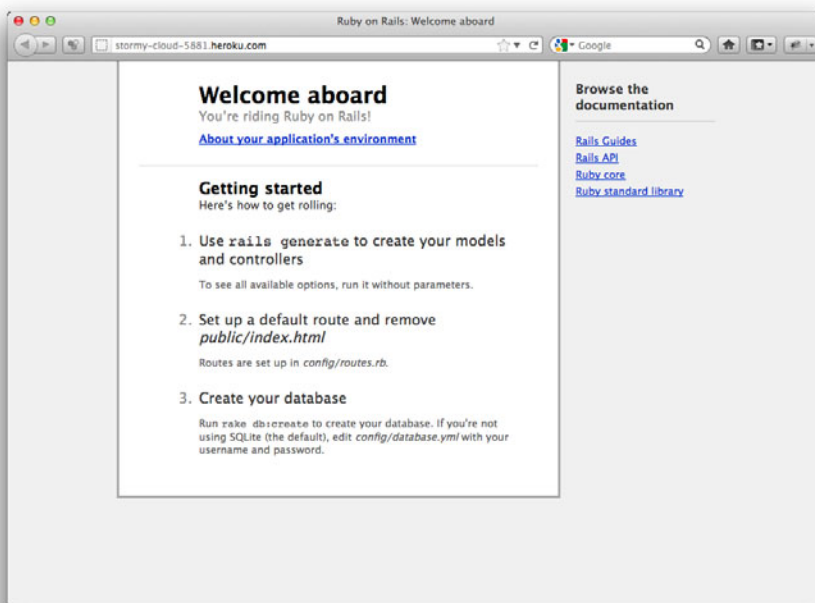 Ruby on Rails: Welcome aboard
stormy-cloud-5881.heroku.com
Google
Welcome aboard
You're riding Ruby on Rails!
About your application's environment
Getting started
Here's how to get rolling:
1. Use rails generate to create your models
and controllers
To see all available options, run it without parameters.
2. Set up a default route and remove
public/index.html
Routes are set up in config/routes.rb.
3. Create your database
Run rake db:create to create your database. If you're not
using SQLite (the default), edit config/database.yml with your
username and password.
Browse the
documentation
Rails Guides
Rails API
Ruby core
Ruby standard library